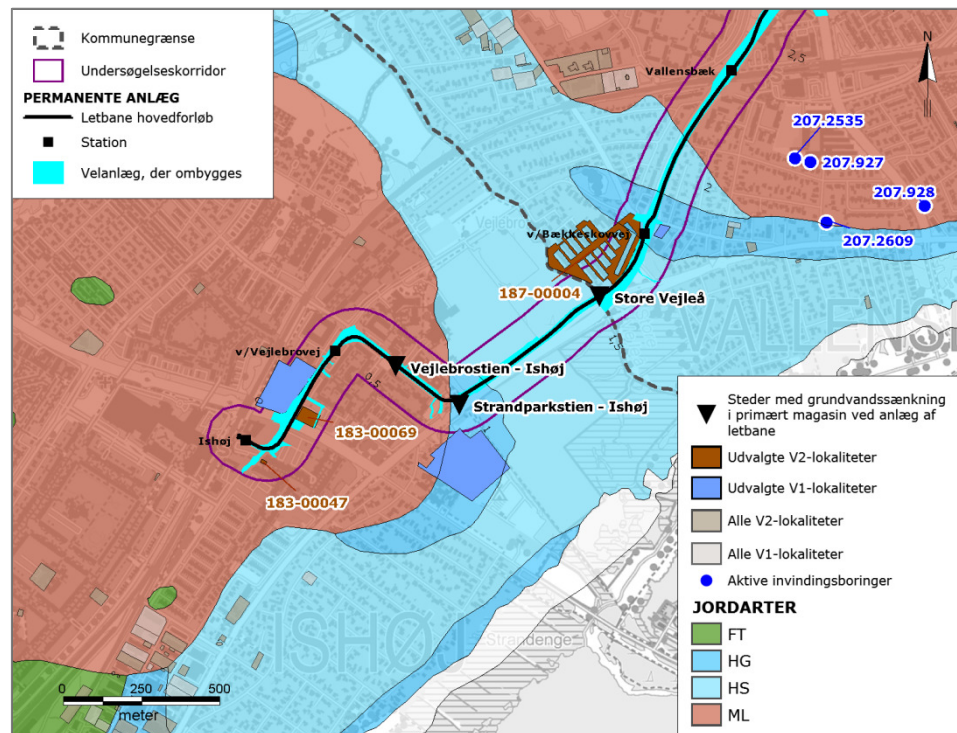 Kommunegrænse
Undersøgelseskorridor
PERMANENTE ANLÆG
Letbane hovedforløb
Station
Velanlæg, der ombygges
Vallensbæk
2,5
N
207.2535
207.927
207.928
207.2609
2
v/Bækkeskovvej
187-00004
Store Vejleå
1,5
v/Vejlebrovej
Vejlebrostien - Ishøj
0,5
Strandparkstien - Ishøj
0
Ishøj
183-00069
183-00047
ISHØJ
Strandenge
Steder med grundvandssænkning
i primært magasin ved anlæg af
letbane
Udvalgte V2-lokaliteter
Udvalgte V1-lokaliteter
Alle V2-lokaliteter
Alle V1-lokaliteter
Aktive invindingsboringer
JORDARTER
FT
HG
HS
ML
0 250 500
meter